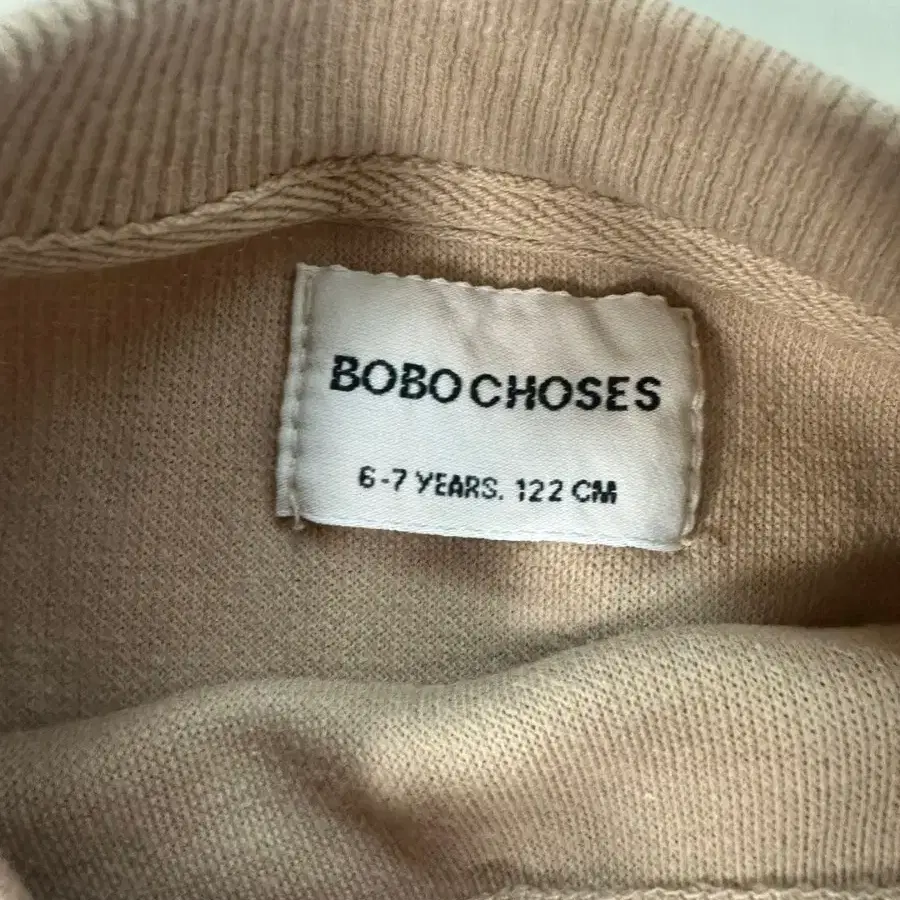 BOBO CHOSES
6-7 YEARS. 122 CM